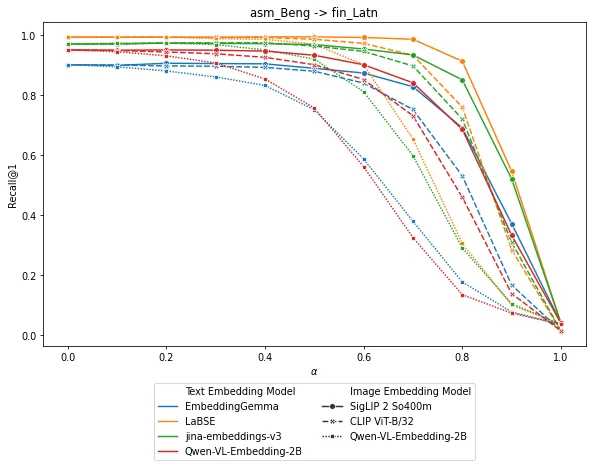 asm_Beng -> fin_Latn
1.0
0.8
0.6
0.4
0.2
0.0
Recall@1
0.0 0.2 0.4 0.6 0.8 1.0
α
Text Embedding Model
EmbeddingGemma
LaBSE
jina-embeddings-v3
Qwen-VL-Embedding-2B
Image Embedding Model
SigLIP 2 So400m
CLIP ViT-B/32
Qwen-VL-Embedding-2B